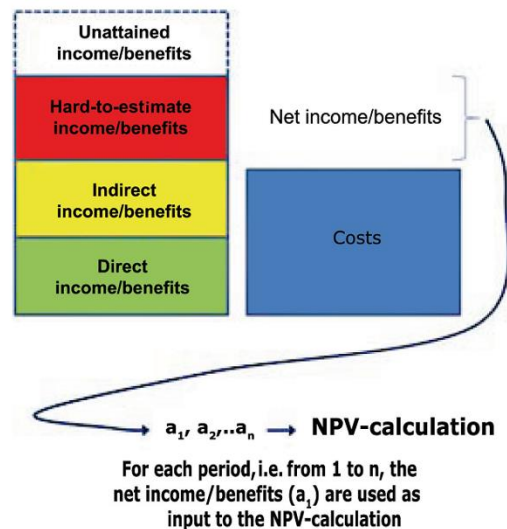 Unattained
income/benefits
Hard-to-estimate
income/benefits
Net income/benefits
Indirect
income/benefits
Costs
Direct
income/benefits
a₁, a₂,..aₙ
NPV-calculation
For each period, i.e. from 1 to n, the
net income/benefits (a₁) are used as
input to the NPV-calculation